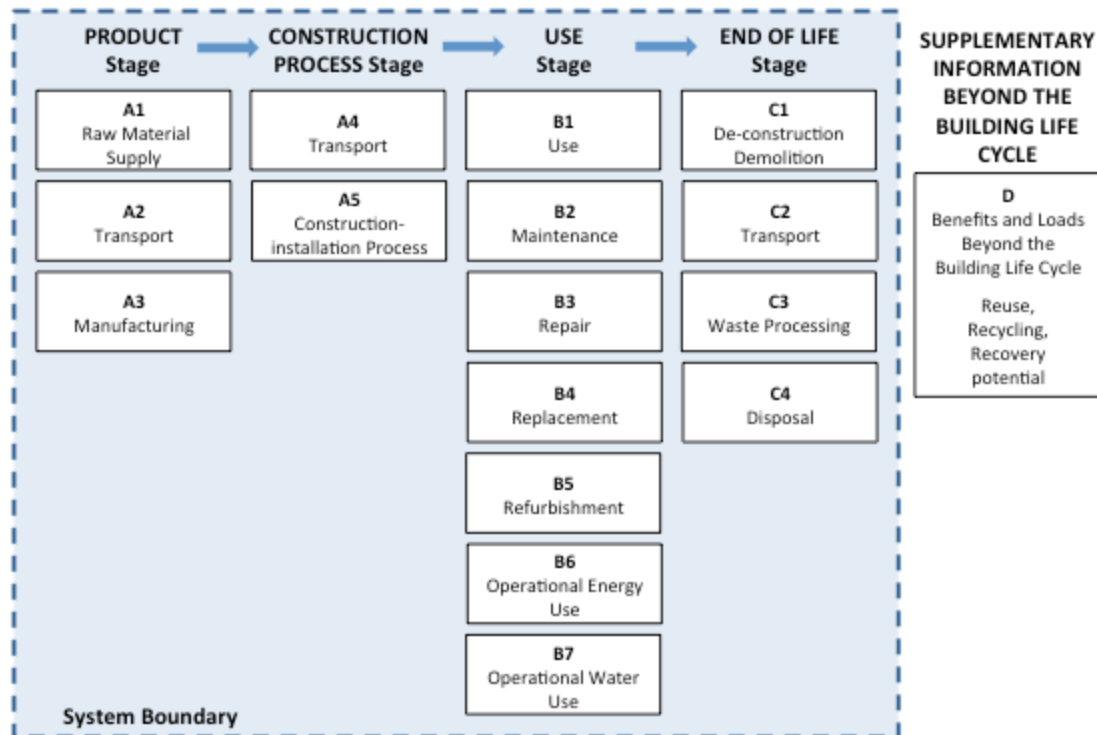 PRODUCT
Stage
CONSTRUCTION
PROCESS Stage
USE
Stage
END OF LIFE
Stage
SUPPLEMENTARY
INFORMATION
BEYOND THE
BUILDING LIFE
CYCLE
A1
Raw Material
Supply
A2
Transport
A3
Manufacturing
A4
Transport
A5
Construction-
installation Process
B1
Use
B2
Maintenance
B3
Repair
B4
Replacement
B5
Refurbishment
B6
Operational Energy
Use
B7
Operational Water
Use
C1
De-construction
Demolition
C2
Transport
C3
Waste Processing
C4
Disposal
D
Benefits and Loads
Beyond the
Building Life Cycle
Reuse,
Recycling,
Recovery
potential
System Boundary